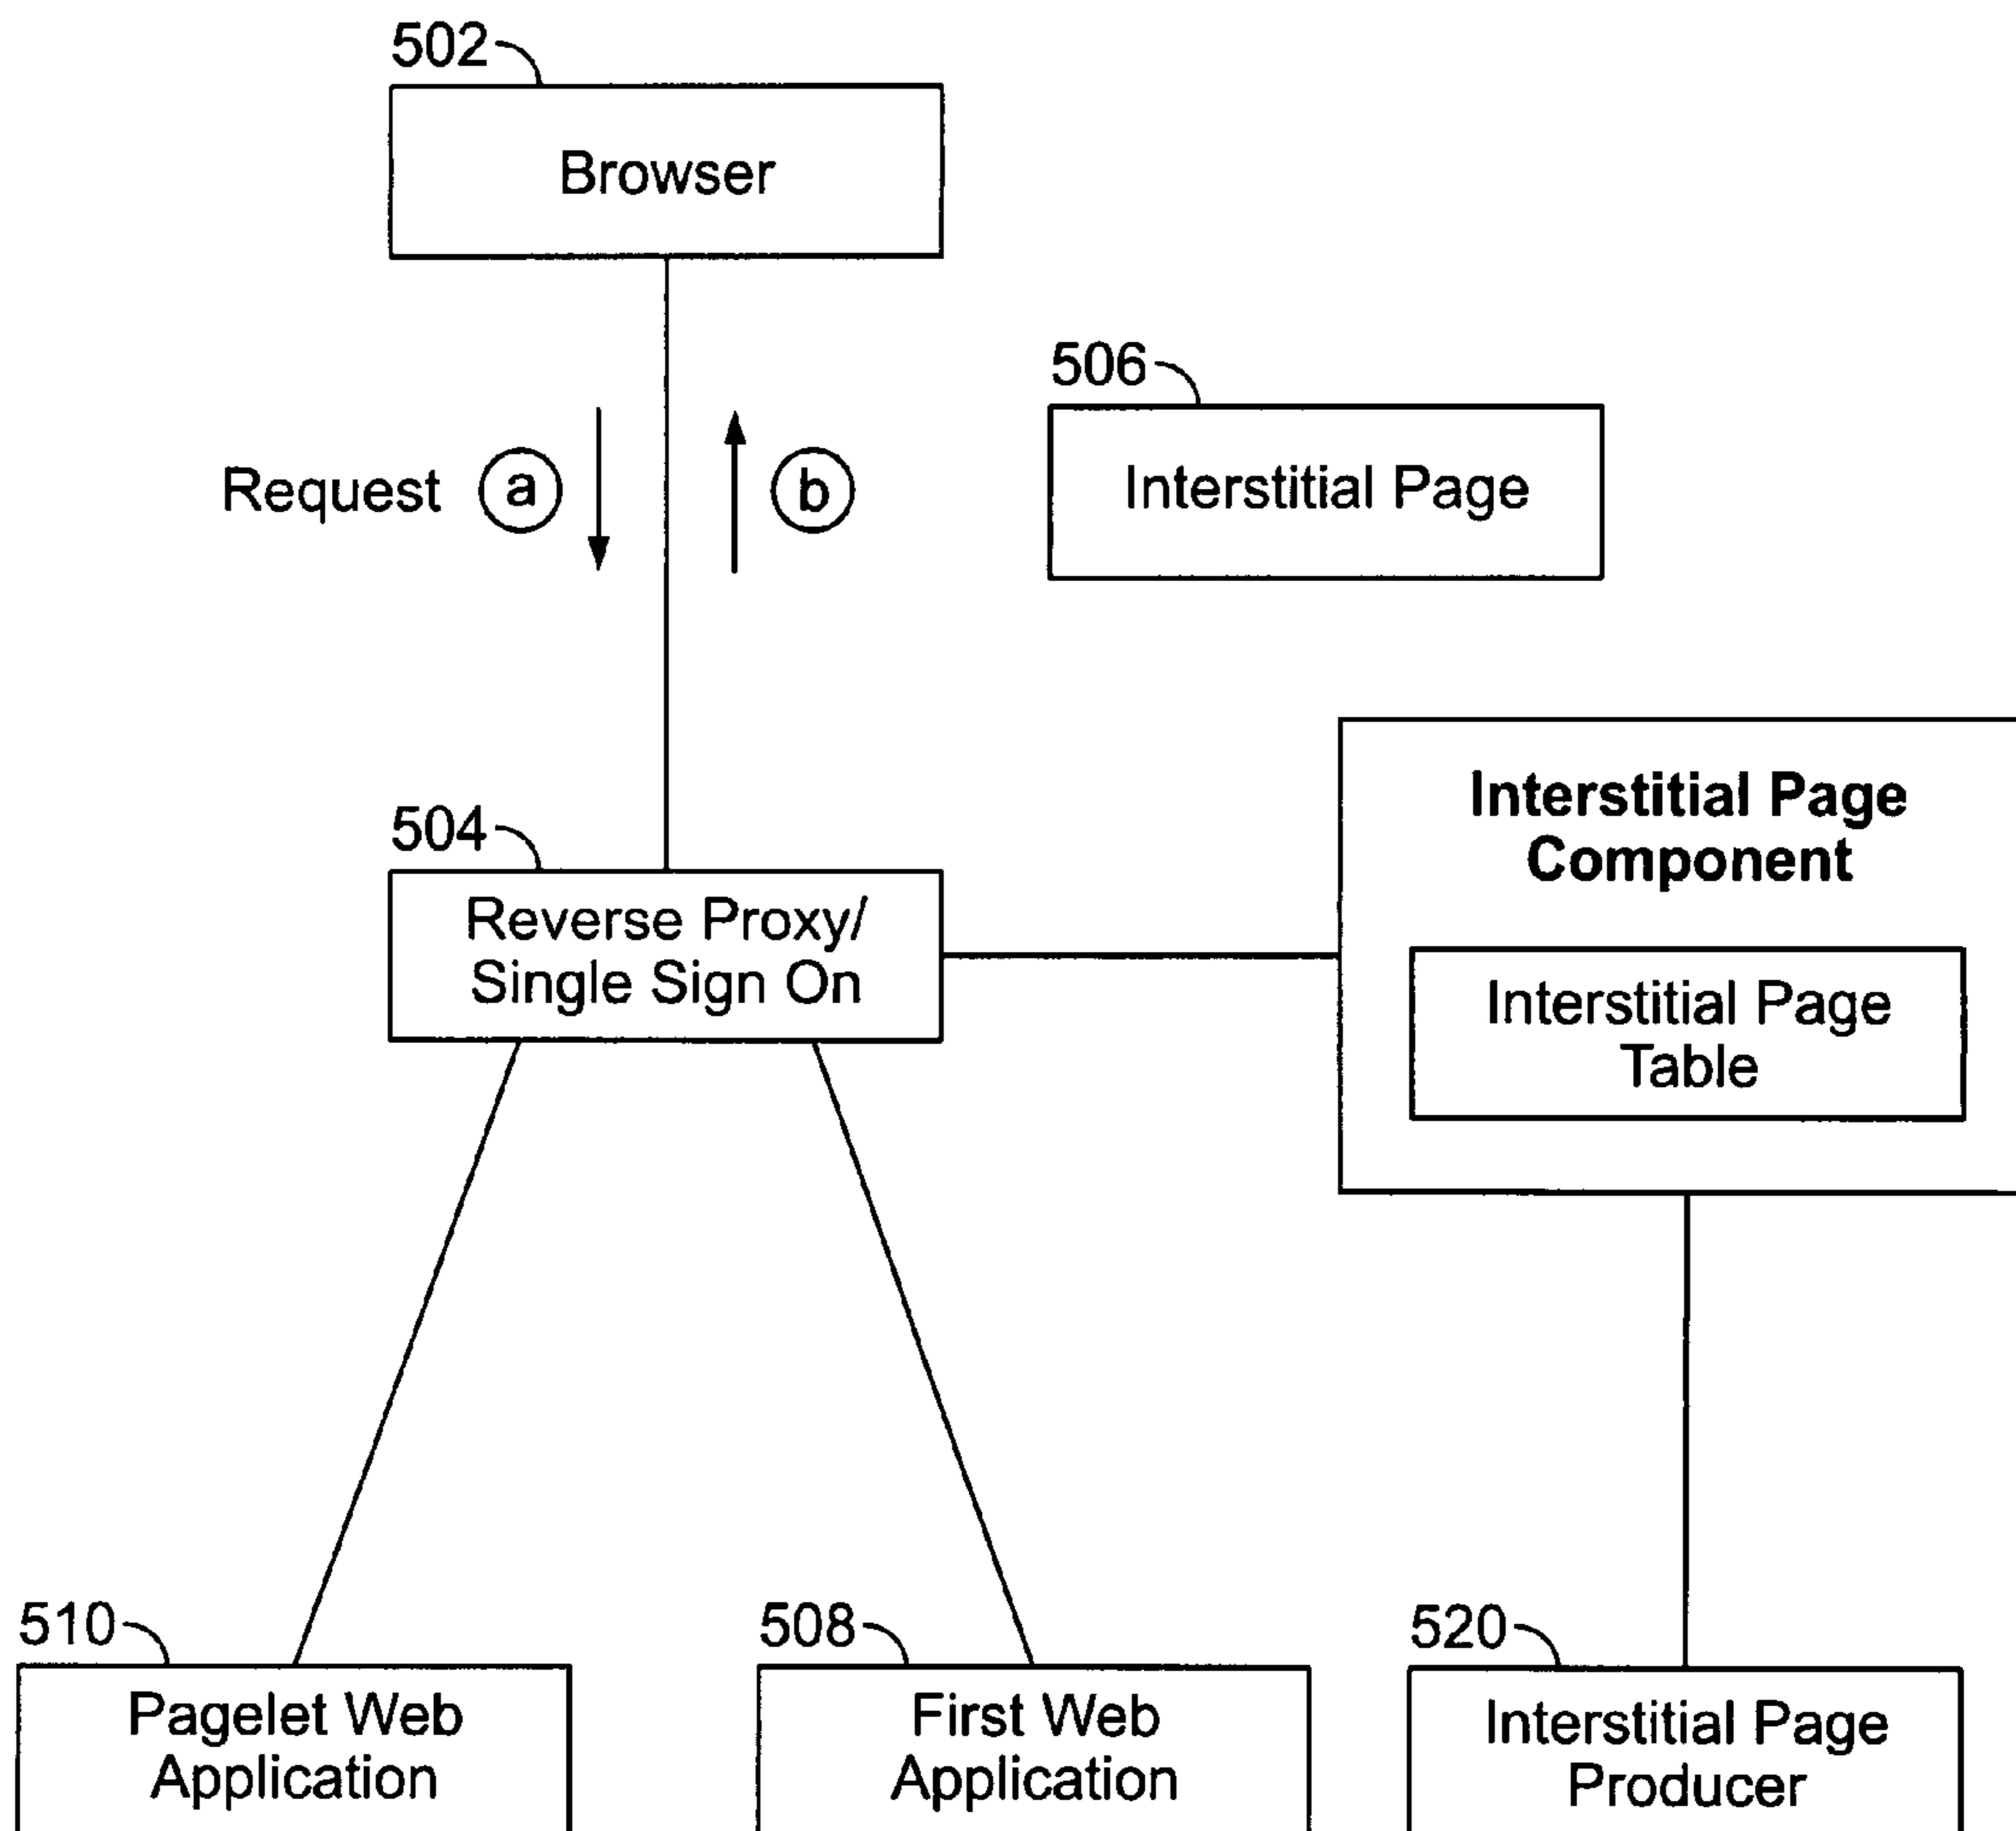 502
Browser
506
Interstitial Page
Request
a
b
504
Reverse Proxy/
Single Sign On
Interstitial Page
Component
Interstitial Page
Table
510
Pagelet Web
Application
508
First Web
Application
520
Interstitial Page
Producer